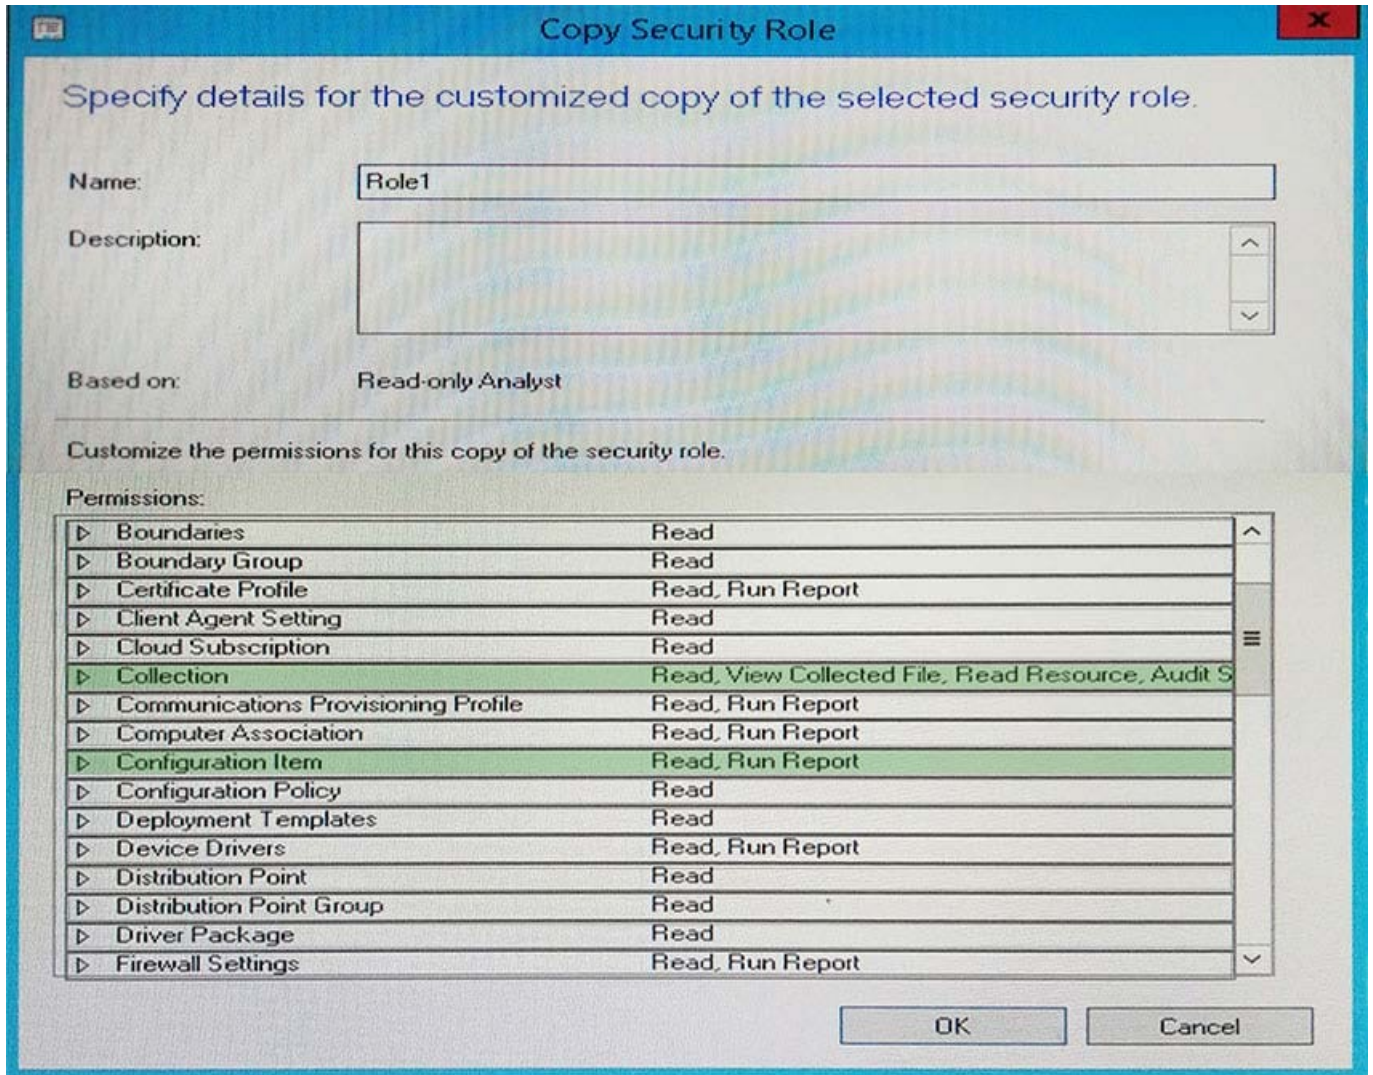 Copy Security Role
x
Specify details for the customized copy of the selected security role.
Name: Role1
Description:
Based on: Read-only Analyst
Customize the permissions for this copy of the security role.
Permissions:
Boundaries Read
Boundary Group Read
Certificate Profile Read, Run Report
Client Agent Setting Read
Cloud Subscription Read
Collection Read, View Collected File, Read Resource, Audit S
Communications Provisioning Profile Read, Run Report
Computer Association Read, Run Report
Configuration Item Read, Run Report
Configuration Policy Read
Deployment Templates Read
Device Drivers Read, Run Report
Distribution Point Read
Distribution Point Group Read
Driver Package Read
Firewall Settings Read, Run Report
OK Cancel